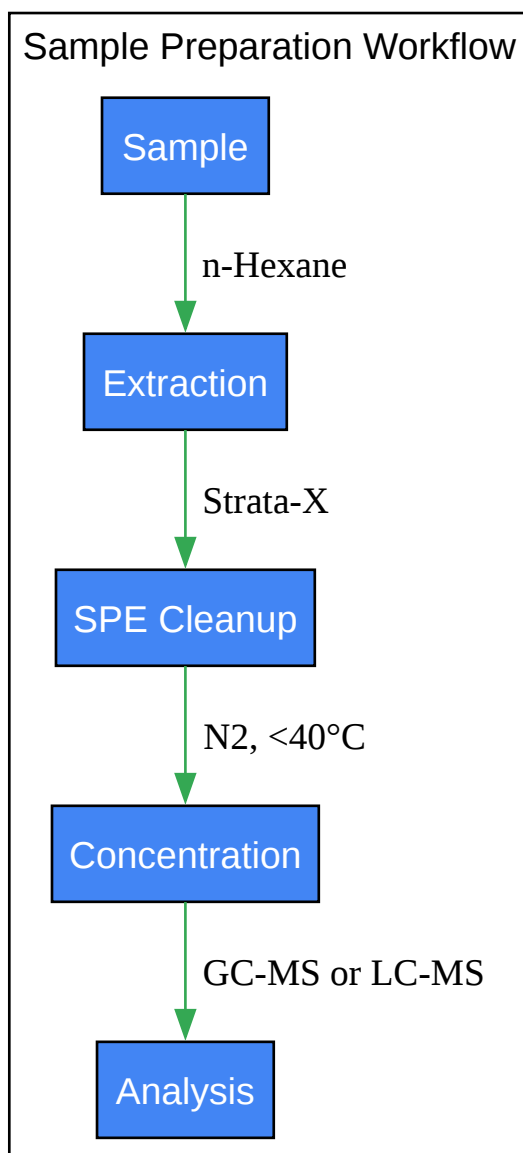 Sample Preparation Workflow
Sample
n-Hexane
Extraction
Strata-X
SPE Cleanup
N2, <40°C
Concentration
GC-MS or LC-MS
Analysis